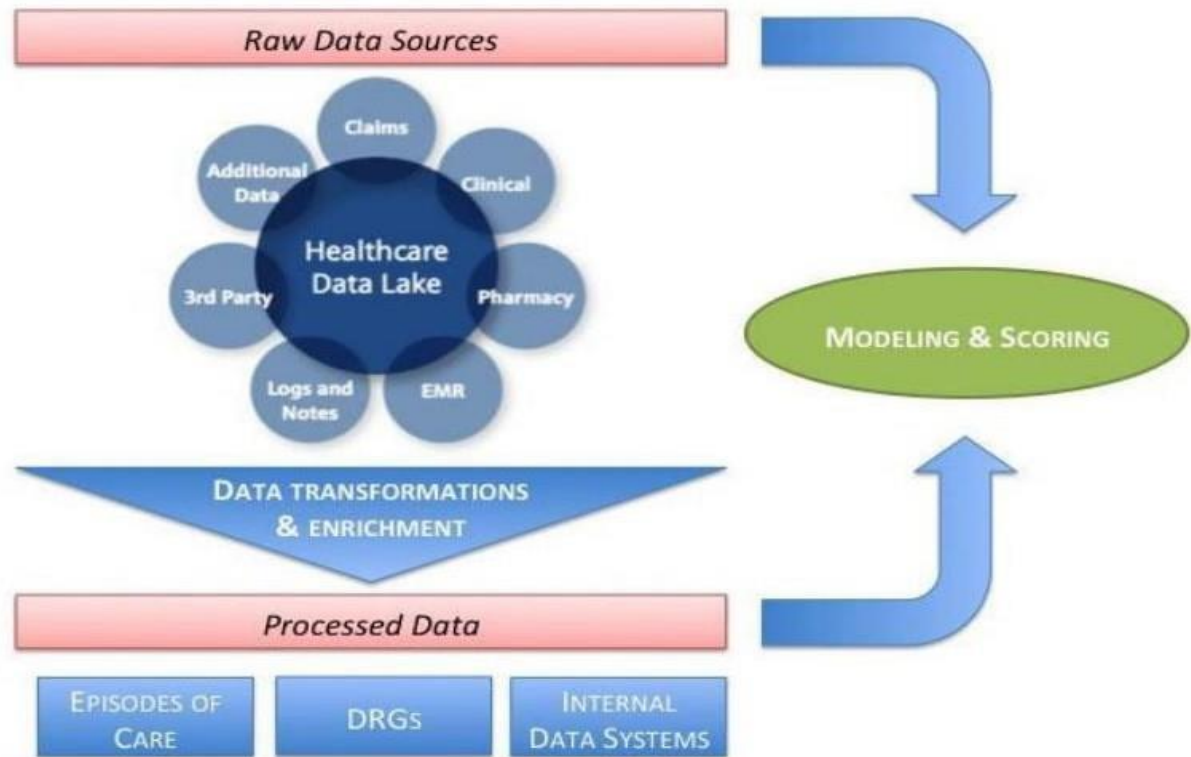 Raw Data Sources
Claims
Additional
Data
Clinical
Healthcare
Data Lake
3rd Party
Pharmacy
Logs and
Notes
EMR
MODELING & SCORING
DATA TRANSFORMATIONS
& ENRICHMENT
Processed Data
EPISODES OF
CARE
DRGS
INTERNAL
DATA SYSTEMS